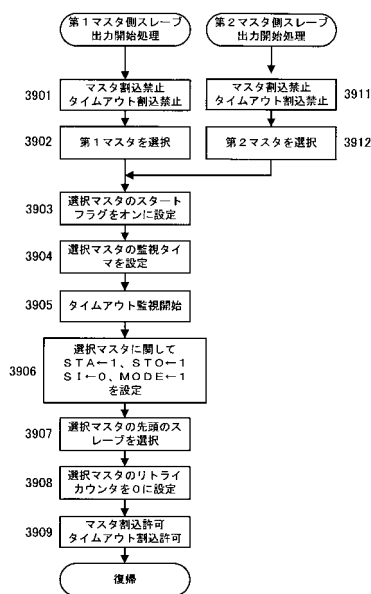 第１マスタ側スレーブ
出力開始処理
第２マスタ側スレーブ
出力開始処理
3901
マスタ割込禁止
タイムアウト割込禁止
マスタ割込禁止
タイムアウト割込禁止
3911
3902
第１マスタを選択
第２マスタを選択
3912
3903
選択マスタのスタート
フラグをオンに設定
3904
選択マスタの監視タイ
マを設定
3905
タイムアウト監視開始
3906
選択マスタに関して
ＳＴＡ←１、ＳＴＯ←１
ＳＩ←０、ＭＯＤＥ←１
を設定
3907
選択マスタの先頭のス
レーブを選択
3908
選択マスタのリトライ
カウンタを０に設定
3909
マスタ割込許可
タイムアウト割込許可
復帰